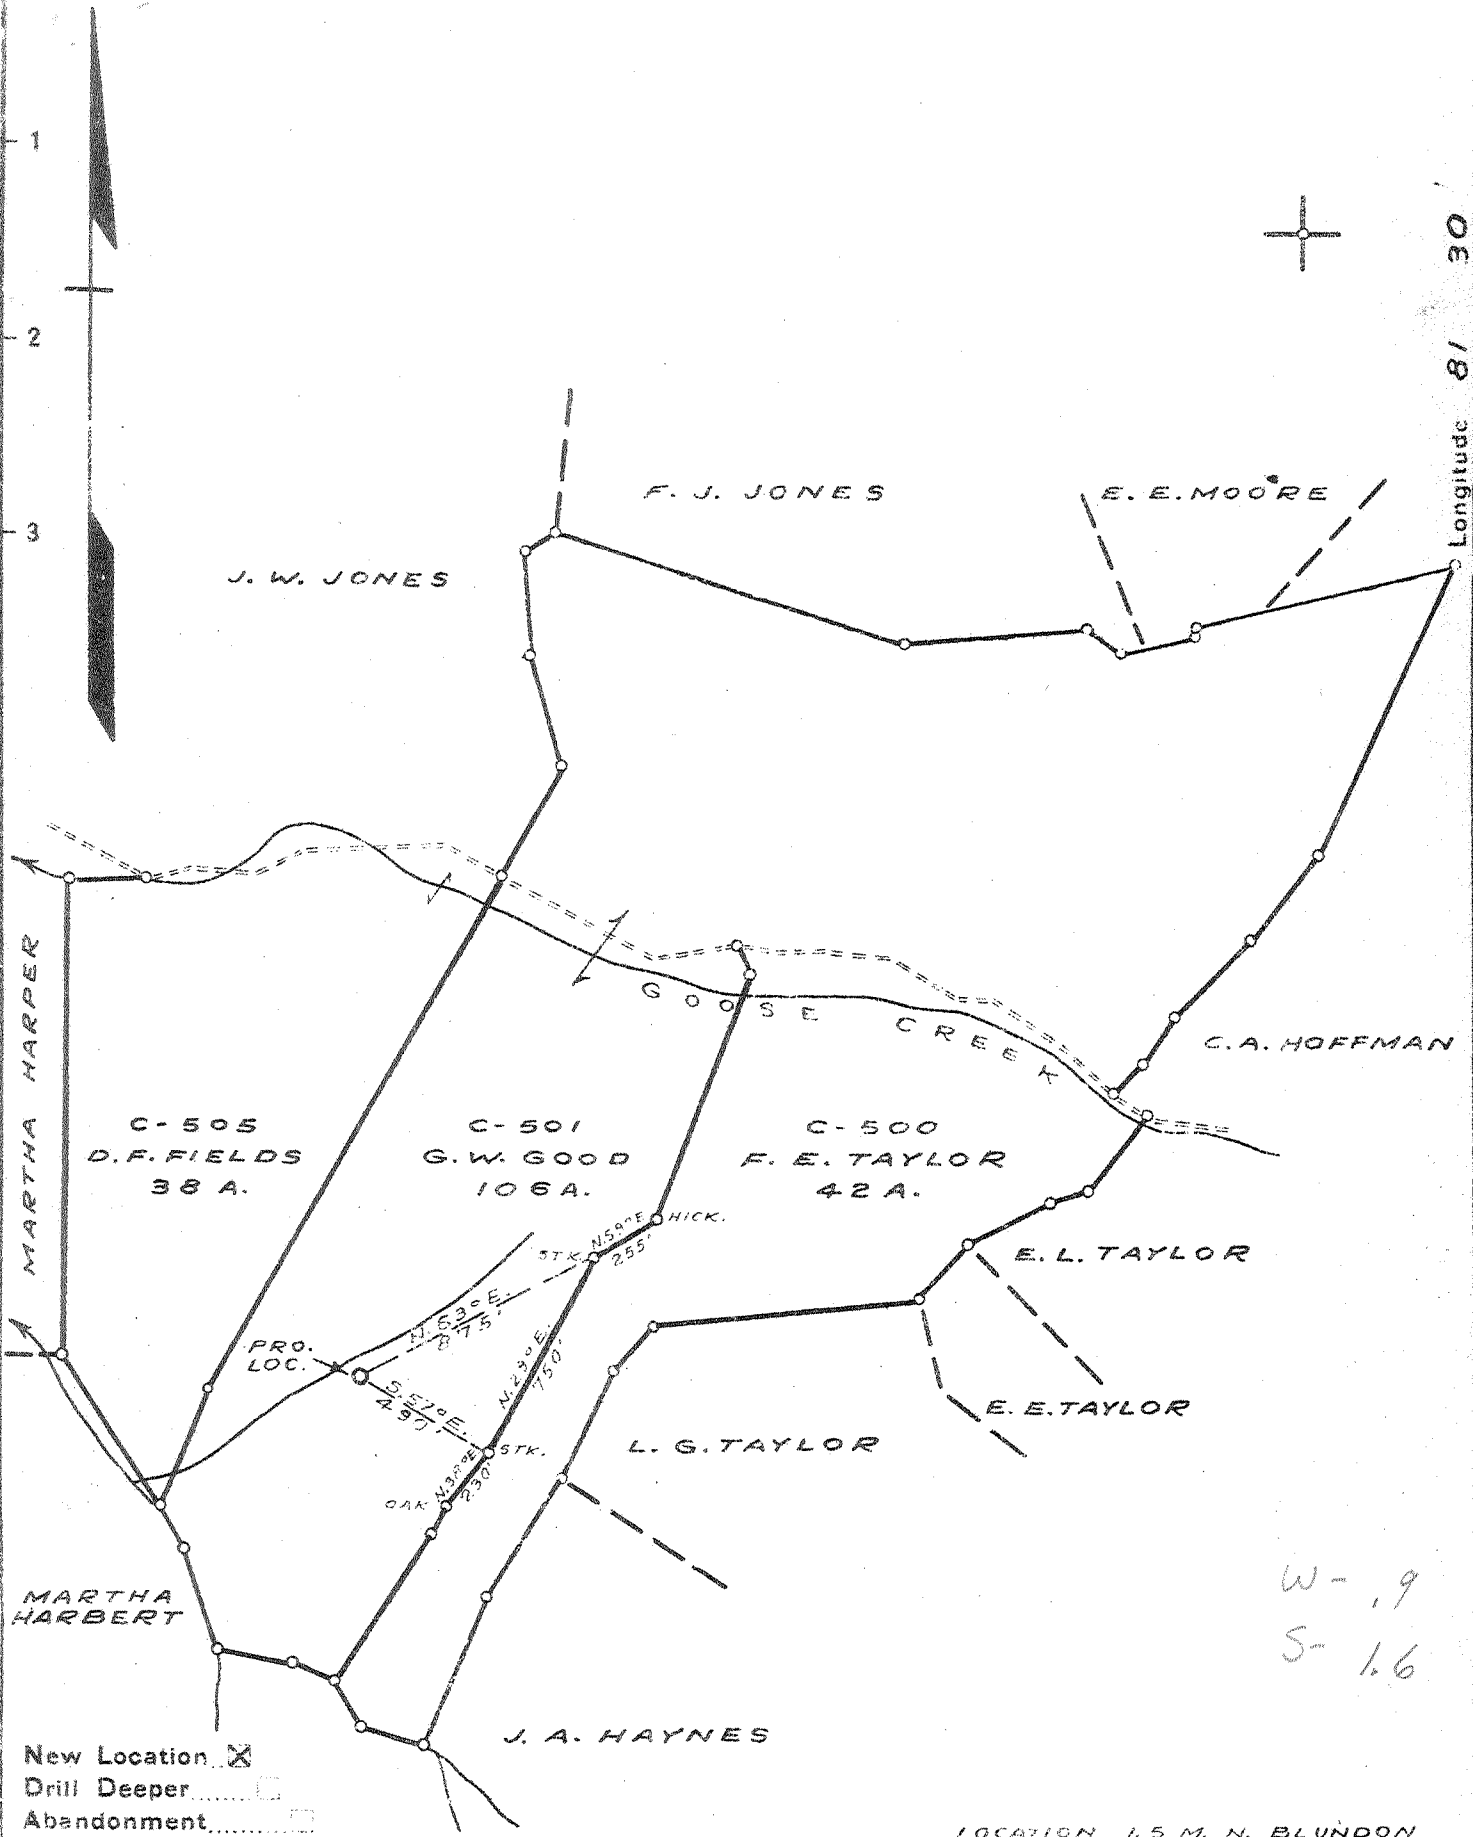 1
2
3
Longitude 81 30'
F. J. JONES
E. E. MOORE
J. W. JONES
MARTHA HARPER
GOOSE CREEK
C. A. HOFFMAN
C-505
D. F. FIELDS
38 A.
C-501
G. W. GOOD
106 A.
C-500
F. E. TAYLOR
42 A.
HICK.
N. 59° E.
255'
STK.
E. L. TAYLOR
N. 63° E.
875'
PRO.
LOC.
N. 29° E.
750'
S. 57° E.
490'
E. E. TAYLOR
L. G. TAYLOR
STK.
N. 38° E.
230'
OAK
MARTHA
HARBERT
W - .9
S - 1.6
J. A. HAYNES
New Location
Drill Deeper
Abandonment
LOCATION 1.5 M. N. BLUNDON